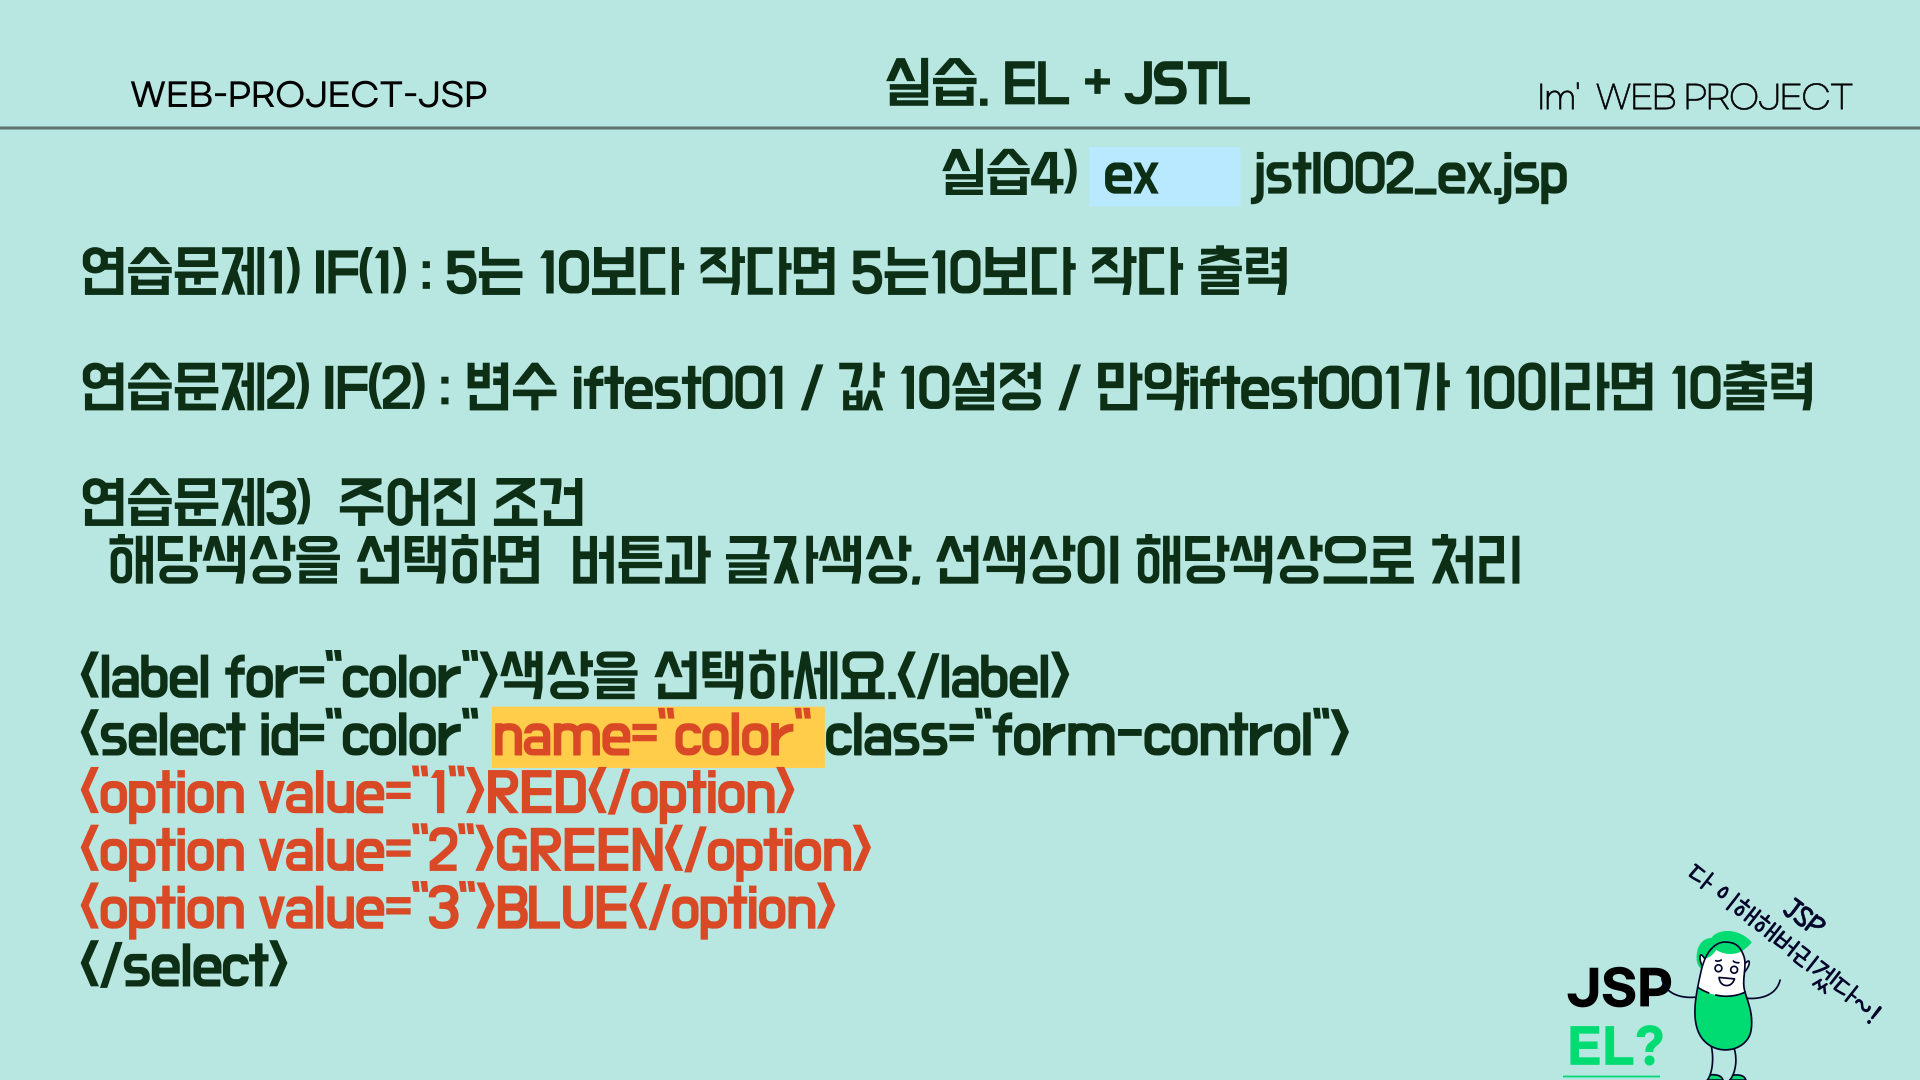 WEB-PROJECT-JSP
실습. EL + JSTL
Im' WEB PROJECT
실습4) ex jstl002_ex.jsp
연습문제1) IF(1) : 5는 10보다 작다면 5는10보다 작다 출력
연습문제2) IF(2) : 변수 iftest001 / 값 10설정 / 만약iftest001가 10이라면 10출력
연습문제3) 주어진 조건
해당색상을 선택하면 버튼과 글자색상, 선색상이 해당색상으로 처리
<label for="color">색상을 선택하세요.</label>
<select id="color" name="color" class="form-control">
<option value="1">RED</option>
<option value="2">GREEN</option>
<option value="3">BLUE</option>
</select>
JSP
다 이해해버리겠다~!
JSP
EL?